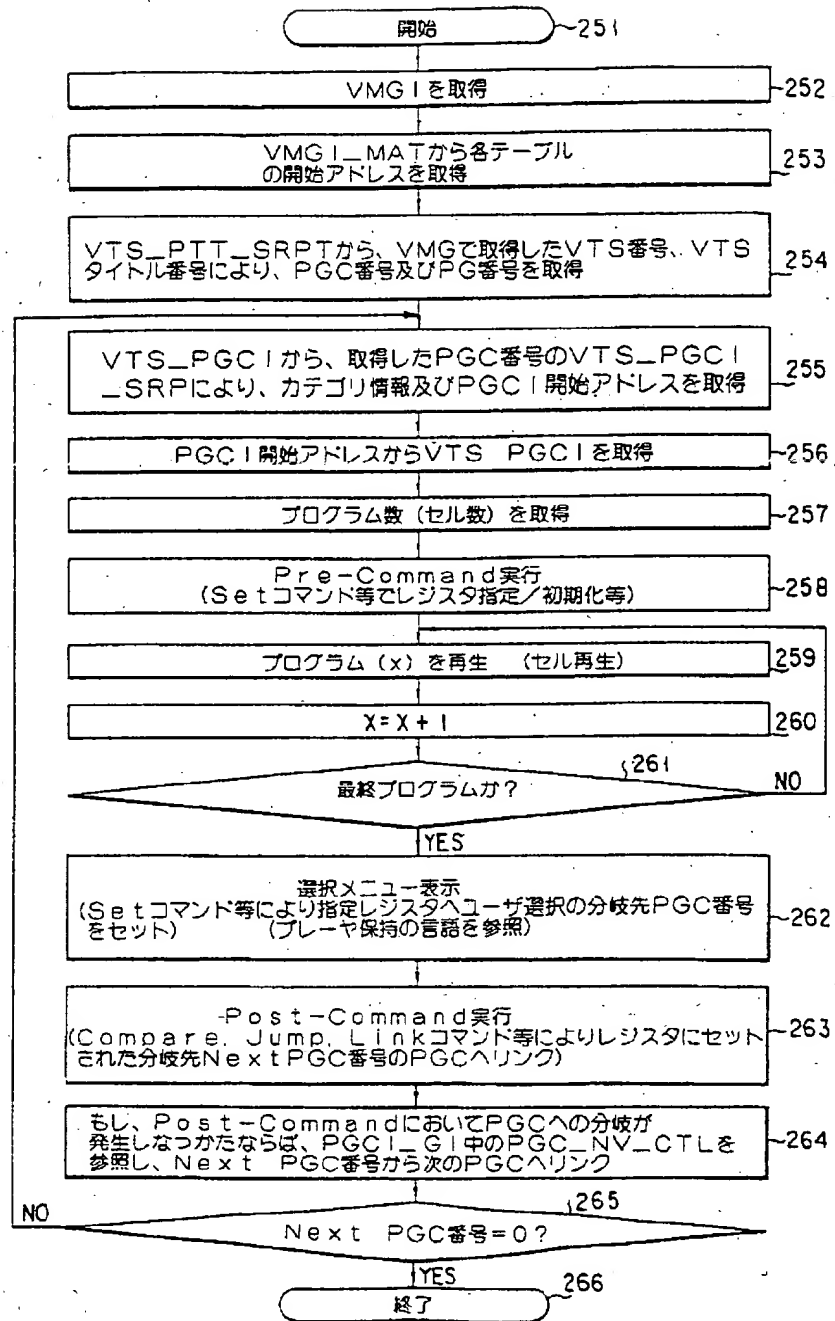 開始 ~251
VMGIを取得 ~252
VMGI_MATから各テーブル
の開始アドレスを取得 253
VTS_PTT_SRPTから、VMGで取得したVTS番号、VTS
タイトル番号により、PGC番号及びPG番号を取得 ~254
VTS_PGCIから、取得したPGC番号のVTS_PGCI
_SRPにより、カテゴリ情報及びPGCI開始アドレスを取得 255
PGCI開始アドレスからVTS PGCIを取得 ~256
プログラム数（セル数）を取得 ~257
Pre-Command実行 ~258
（Setコマンド等でレジスタ指定／初期化等）
プログラム（x）を再生 （セル再生） 259
X=X+1 260
261
最終プログラムか？ NO
YES
選択メニュー表示
（Setコマンド等により指定レジスタへユーザ選択の分岐先PGC番号 ~262
をセット） （プレーヤ保持の言語を参照）
Post-Command実行
（Compare、Jump、Linkコマンド等によりレジスタにセット ~263
された分岐先NextPGC番号のPGCへリンク）
もし、Post-CommandにおいてPGCへの分岐が
発生しなつかたならば、PGCI_GI中のPGC_NV_CTLを ~264
参照し、Next PGC番号から次のPGCへリンク
NO 265
Next PGC番号=0？
YES
終了 266